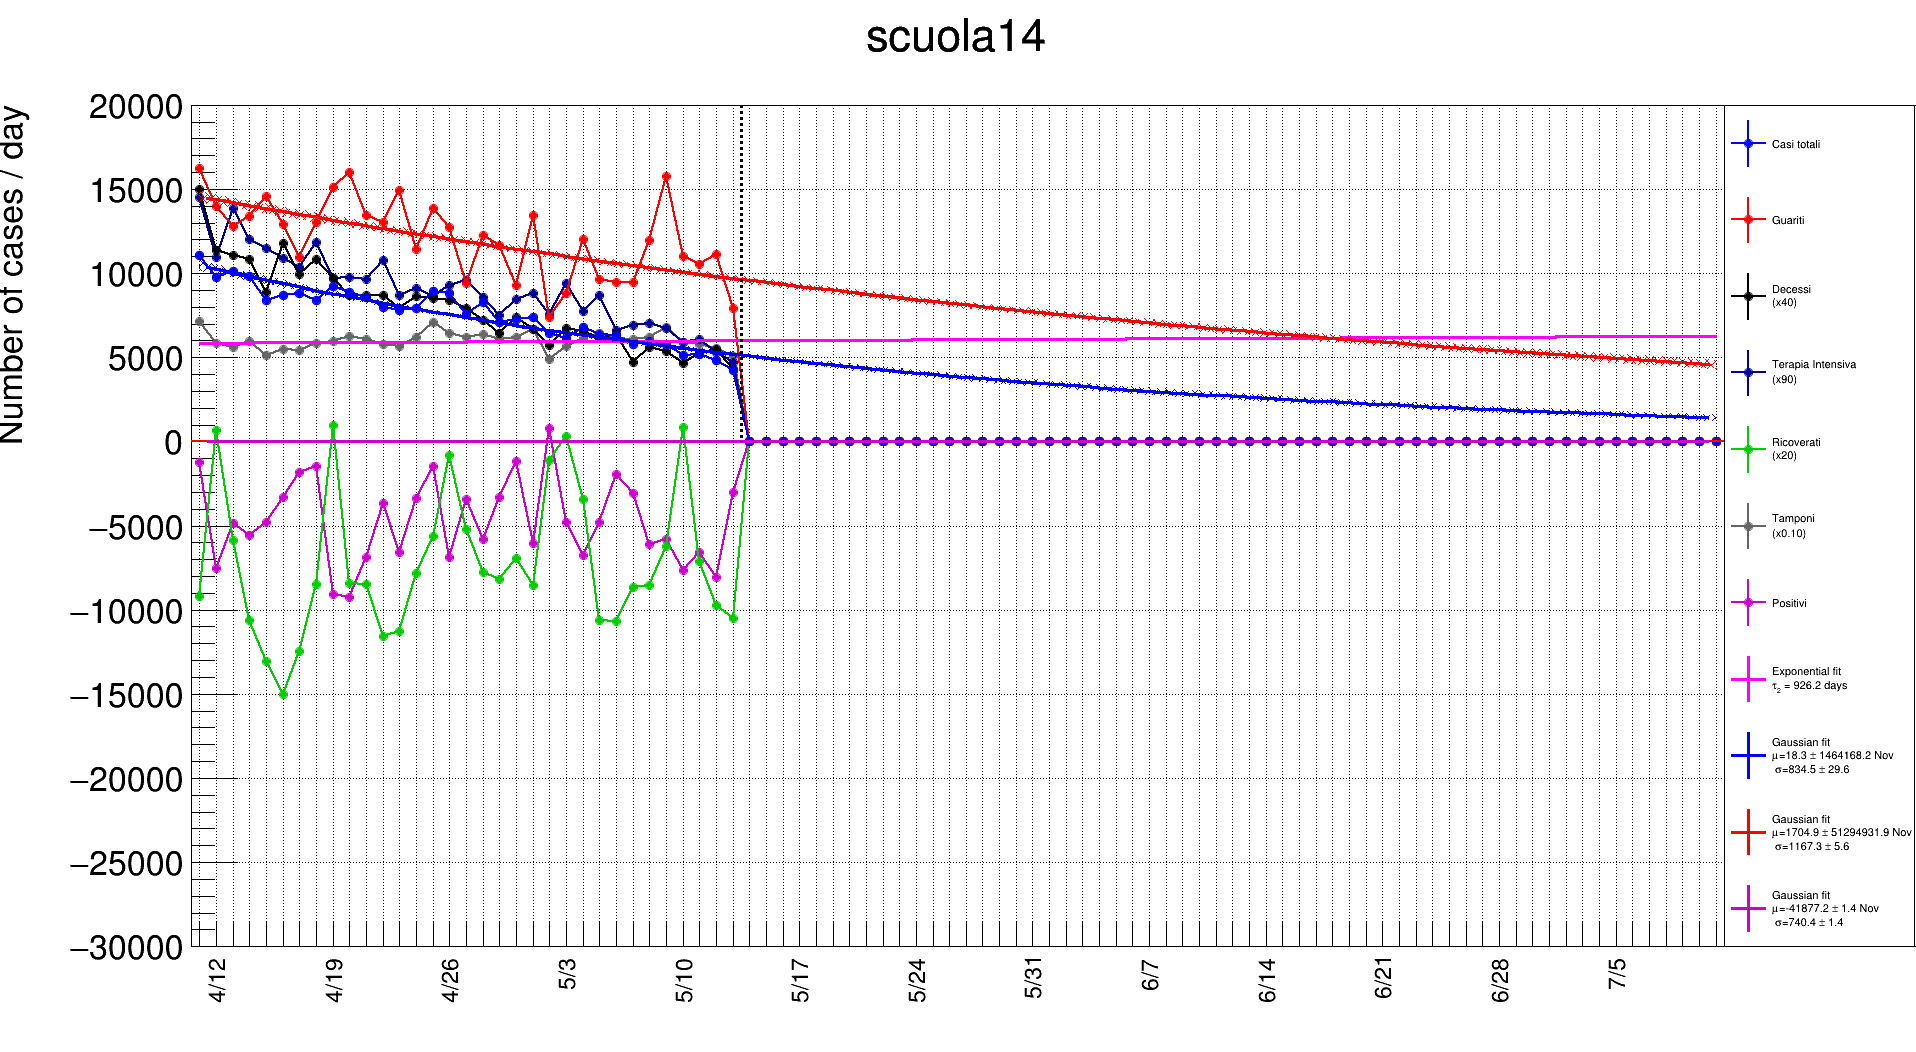 scuola14
Number of cases / day
20000
15000
10000
5000
0
−5000
−10000
−15000
−20000
−25000
−30000
4/12
4/19
4/26
5/3
5/10
5/17
5/24
5/31
6/7
6/14
6/21
6/28
7/5
Casi totali
Guariti
Decessi
(x40)
Terapia Intensiva
(x90)
Ricoverati
(x20)
Tamponi
(x0.10)
Positivi
Exponential fit
τ2 = 926.2 days
Gaussian fit
μ=18.3 ± 1464168.2 Nov
σ=834.5 ± 29.6
Gaussian fit
μ=1704.9 ± 51294931.9 Nov
σ=1167.3 ± 5.6
Gaussian fit
μ=-41877.2 ± 1.4 Nov
σ=740.4 ± 1.4